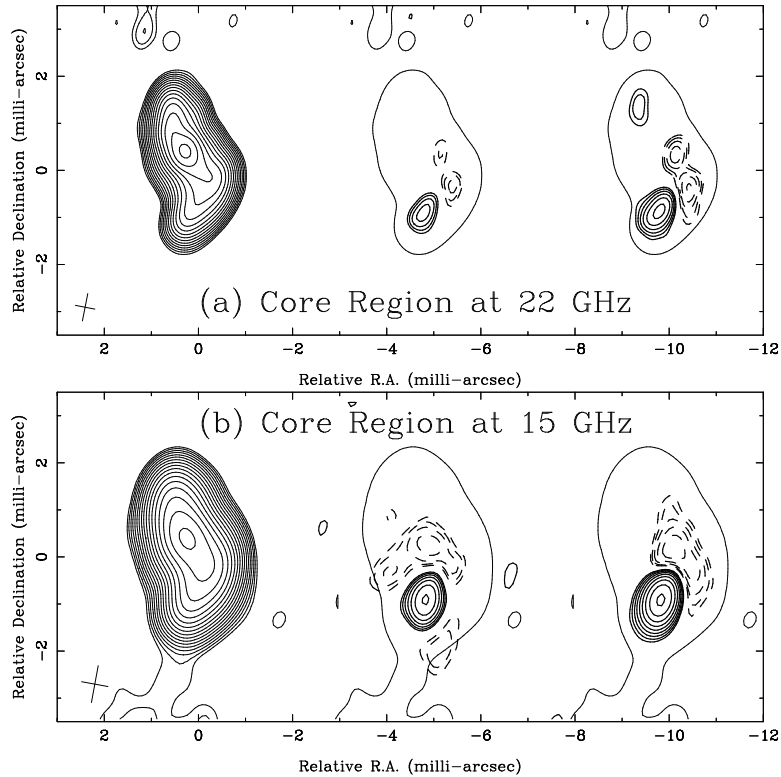 2
0
−2
Relative Declination (milli−arcsec)
(a) Core Region at 22 GHz
2 0 −2 −4 −6 −8 −10 −12
Relative R.A. (milli−arcsec)
(b) Core Region at 15 GHz
2
0
−2
Relative Declination (milli−arcsec)
2 0 −2 −4 −6 −8 −10 −12
Relative R.A. (milli−arcsec)